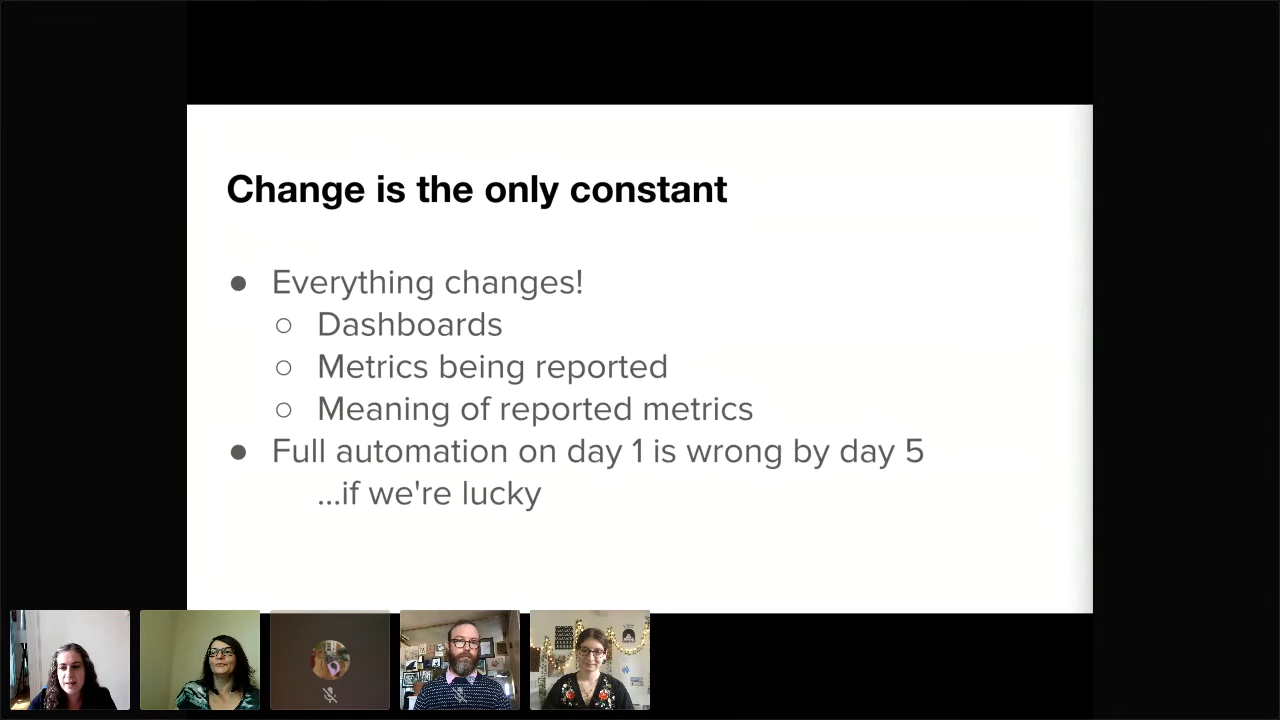 Change is the only constant
● Everything changes!
○ Dashboards
○ Metrics being reported
○ Meaning of reported metrics
● Full automation on day 1 is wrong by day 5
...if we're lucky